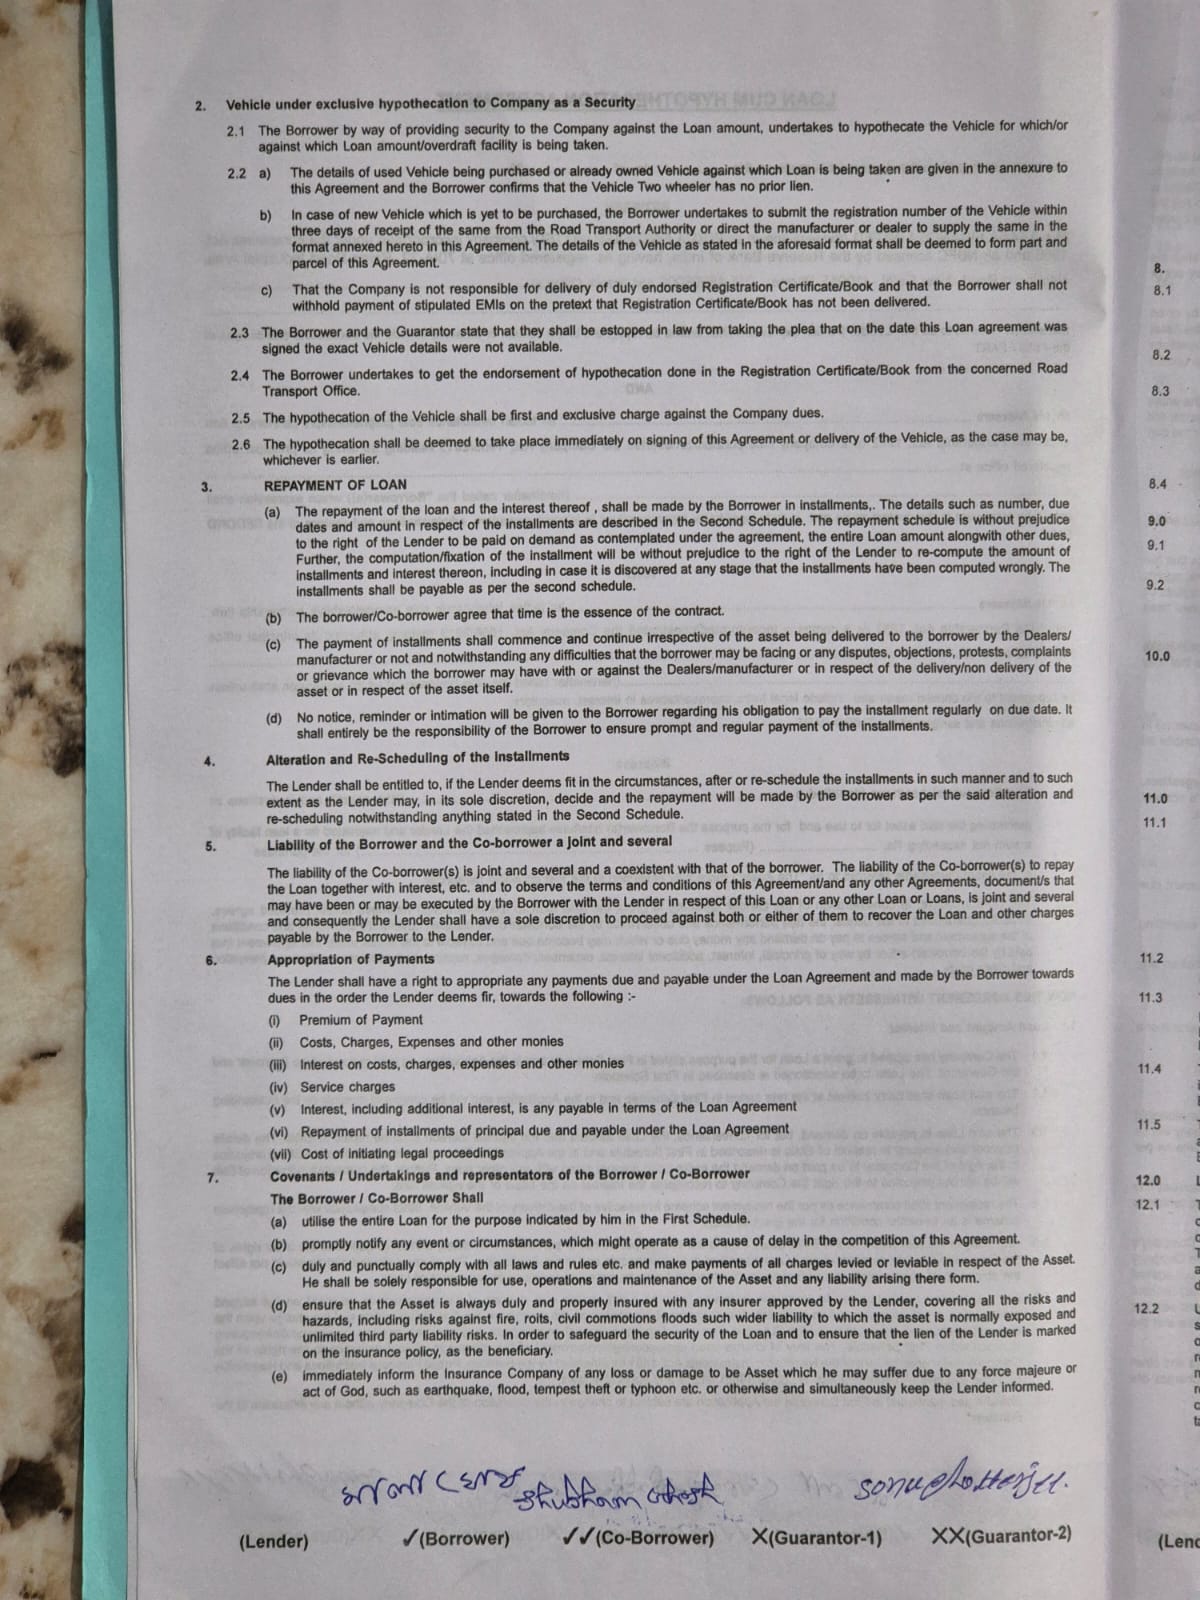 2. Vehicle under exclusive hypothecation to Company as a Security
2.1 The Borrower by way of providing security to the Company against the Loan amount, undertakes to hypothecate the Vehicle for which/or
against which Loan amount/overdraft facility is being taken.
2.2 a) The details of used Vehicle being purchased or already owned Vehicle against which Loan is being taken are given in the annexure to
this Agreement and the Borrower confirms that the Vehicle Two wheeler has no prior lien.
b) In case of new Vehicle which is yet to be purchased, the Borrower undertakes to submit the registration number of the Vehicle within
three days of receipt of the same from the Road Transport Authority or direct the manufacturer or dealer to supply the same in the
format annexed hereto in this Agreement. The details of the Vehicle as stated in the aforesaid format shall be deemed to form part and
parcel of this Agreement.
c) That the Company is not responsible for delivery of duly endorsed Registration Certificate/Book and that the Borrower shall not
withhold payment of stipulated EMIs on the pretext that Registration Certificate/Book has not been delivered.
2.3 The Borrower and the Guarantor state that they shall be estopped in law from taking the plea that on the date this Loan agreement was
signed the exact Vehicle details were not available.
2.4 The Borrower undertakes to get the endorsement of hypothecation done in the Registration Certificate/Book from the concerned Road
Transport Office.
2.5 The hypothecation of the Vehicle shall be first and exclusive charge against the Company dues.
2.6 The hypothecation shall be deemed to take place immediately on signing of this Agreement or delivery of the Vehicle, as the case may be,
whichever is earlier.
3. REPAYMENT OF LOAN
(a) The repayment of the loan and the interest thereof , shall be made by the Borrower in installments,. The details such as number, due
dates and amount in respect of the installments are described in the Second Schedule. The repayment schedule is without prejudice
to the right of the Lender to be paid on demand as contemplated under the agreement, the entire Loan amount alongwith other dues,
Further, the computation/fixation of the installment will be without prejudice to the right of the Lender to re-compute the amount of
installments and interest thereon, including in case it is discovered at any stage that the installments have been computed wrongly. The
installments shall be payable as per the second schedule.
(b) The borrower/Co-borrower agree that time is the essence of the contract.
(c) The payment of installments shall commence and continue irrespective of the asset being delivered to the borrower by the Dealers/
manufacturer or not and notwithstanding any difficulties that the borrower may be facing or any disputes, objections, protests, complaints
or grievance which the borrower may have with or against the Dealers/manufacturer or in respect of the delivery/non delivery of the
asset or in respect of the asset itself.
(d) No notice, reminder or intimation will be given to the Borrower regarding his obligation to pay the installment regularly on due date. It
shall entirely be the responsibility of the Borrower to ensure prompt and regular payment of the installments.
4. Alteration and Re-Scheduling of the Installments
The Lender shall be entitled to, if the Lender deems fit in the circumstances, after or re-schedule the installments in such manner and to such
extent as the Lender may, in its sole discretion, decide and the repayment will be made by the Borrower as per the said alteration and
re-scheduling notwithstanding anything stated in the Second Schedule.
5. Liability of the Borrower and the Co-borrower a joint and several
The liability of the Co-borrower(s) is joint and several and a coexistent with that of the borrower. The liability of the Co-borrower(s) to repay
the Loan together with interest, etc. and to observe the terms and conditions of this Agreement/and any other Agreements, document/s that
may have been or may be executed by the Borrower with the Lender in respect of this Loan or any other Loan or Loans, is joint and several
and consequently the Lender shall have a sole discretion to proceed against both or either of them to recover the Loan and other charges
payable by the Borrower to the Lender.
6. Appropriation of Payments
The Lender shall have a right to appropriate any payments due and payable under the Loan Agreement and made by the Borrower towards
dues in the order the Lender deems fir, towards the following :-
(i) Premium of Payment
(ii) Costs, Charges, Expenses and other monies
(iii) Interest on costs, charges, expenses and other monies
(iv) Service charges
(v) Interest, including additional interest, is any payable in terms of the Loan Agreement
(vi) Repayment of installments of principal due and payable under the Loan Agreement
(vii) Cost of initiating legal proceedings
7. Covenants / Undertakings and representators of the Borrower / Co-Borrower
The Borrower / Co-Borrower Shall
(a) utilise the entire Loan for the purpose indicated by him in the First Schedule.
(b) promptly notify any event or circumstances, which might operate as a cause of delay in the competition of this Agreement.
(c) duly and punctually comply with all laws and rules etc. and make payments of all charges levied or leviable in respect of the Asset.
He shall be solely responsible for use, operations and maintenance of the Asset and any liability arising there form.
(d) ensure that the Asset is always duly and properly insured with any insurer approved by the Lender, covering all the risks and
hazards, including risks against fire, roits, civil commotions floods such wider liability to which the asset is normally exposed and
unlimited third party liability risks. In order to safeguard the security of the Loan and to ensure that the lien of the Lender is marked
on the insurance policy, as the beneficiary.
(e) immediately inform the Insurance Company of any loss or damage to be Asset which he may suffer due to any force majeure or
act of God, such as earthquake, flood, tempest theft or typhoon etc. or otherwise and simultaneously keep the Lender informed.
Shubham Ghosh
(Lender) ✓(Borrower) ✓✓(Co-Borrower) X(Guarantor-1) XX(Guarantor-2)
8.
8.1
8.2
8.3
8.4
9.0
9.1
9.2
10.0
11.0
11.1
11.2
11.3
11.4
11.5
12.0
12.1
12.2